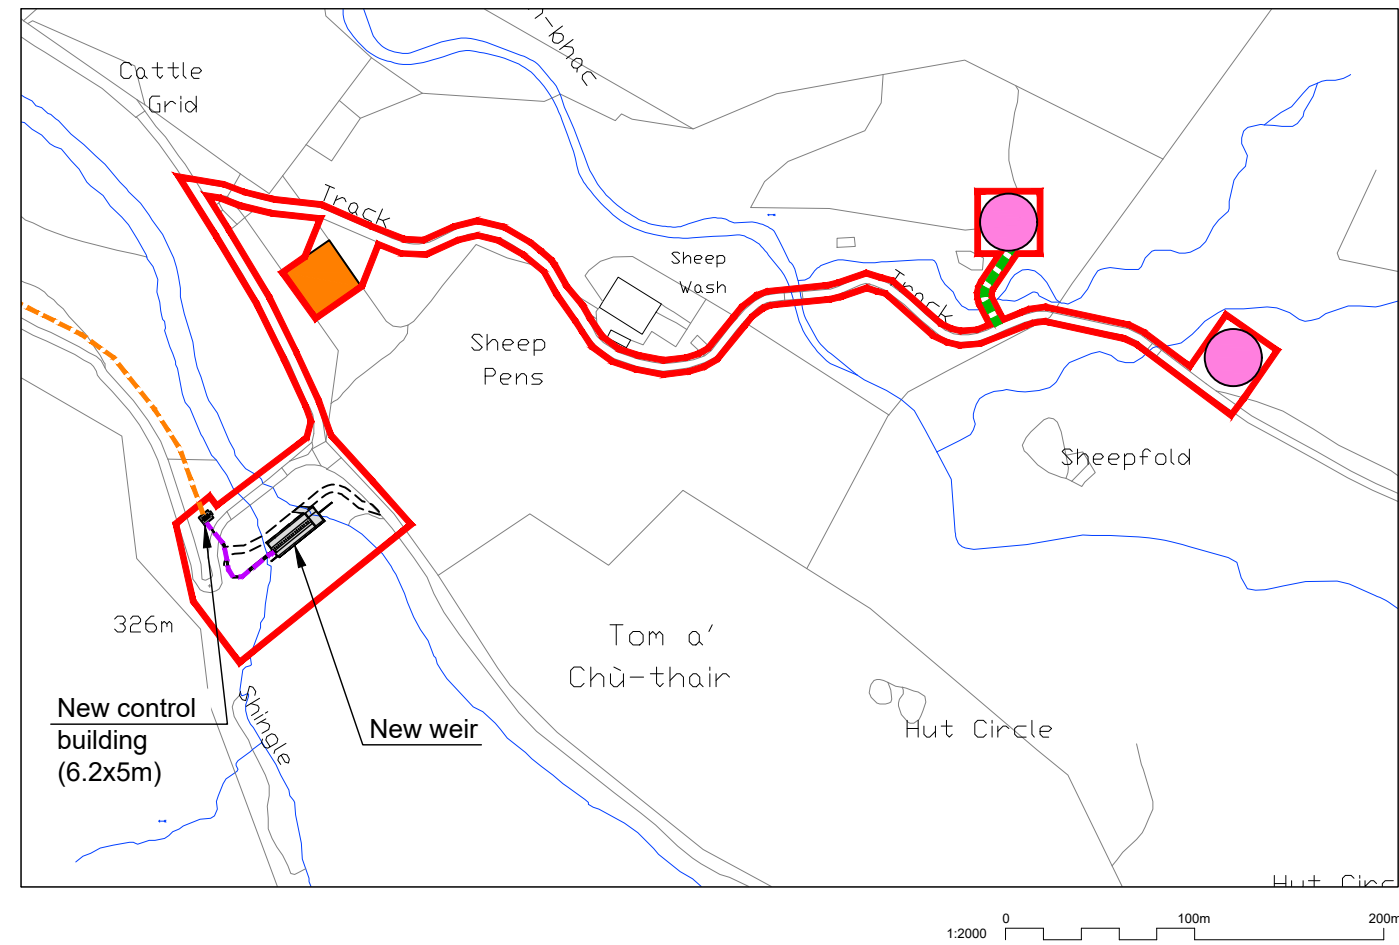 h-bhac
Cattle
Grid
Track
Sheep
Wash
Track
Sheep
Pens
Sheepfold
326m
Tom a'
Chù-thair
Shingle
New control
building
(6.2x5m)
New weir
Hut Circle
Hut Circ
1:2000
0
100m
200m